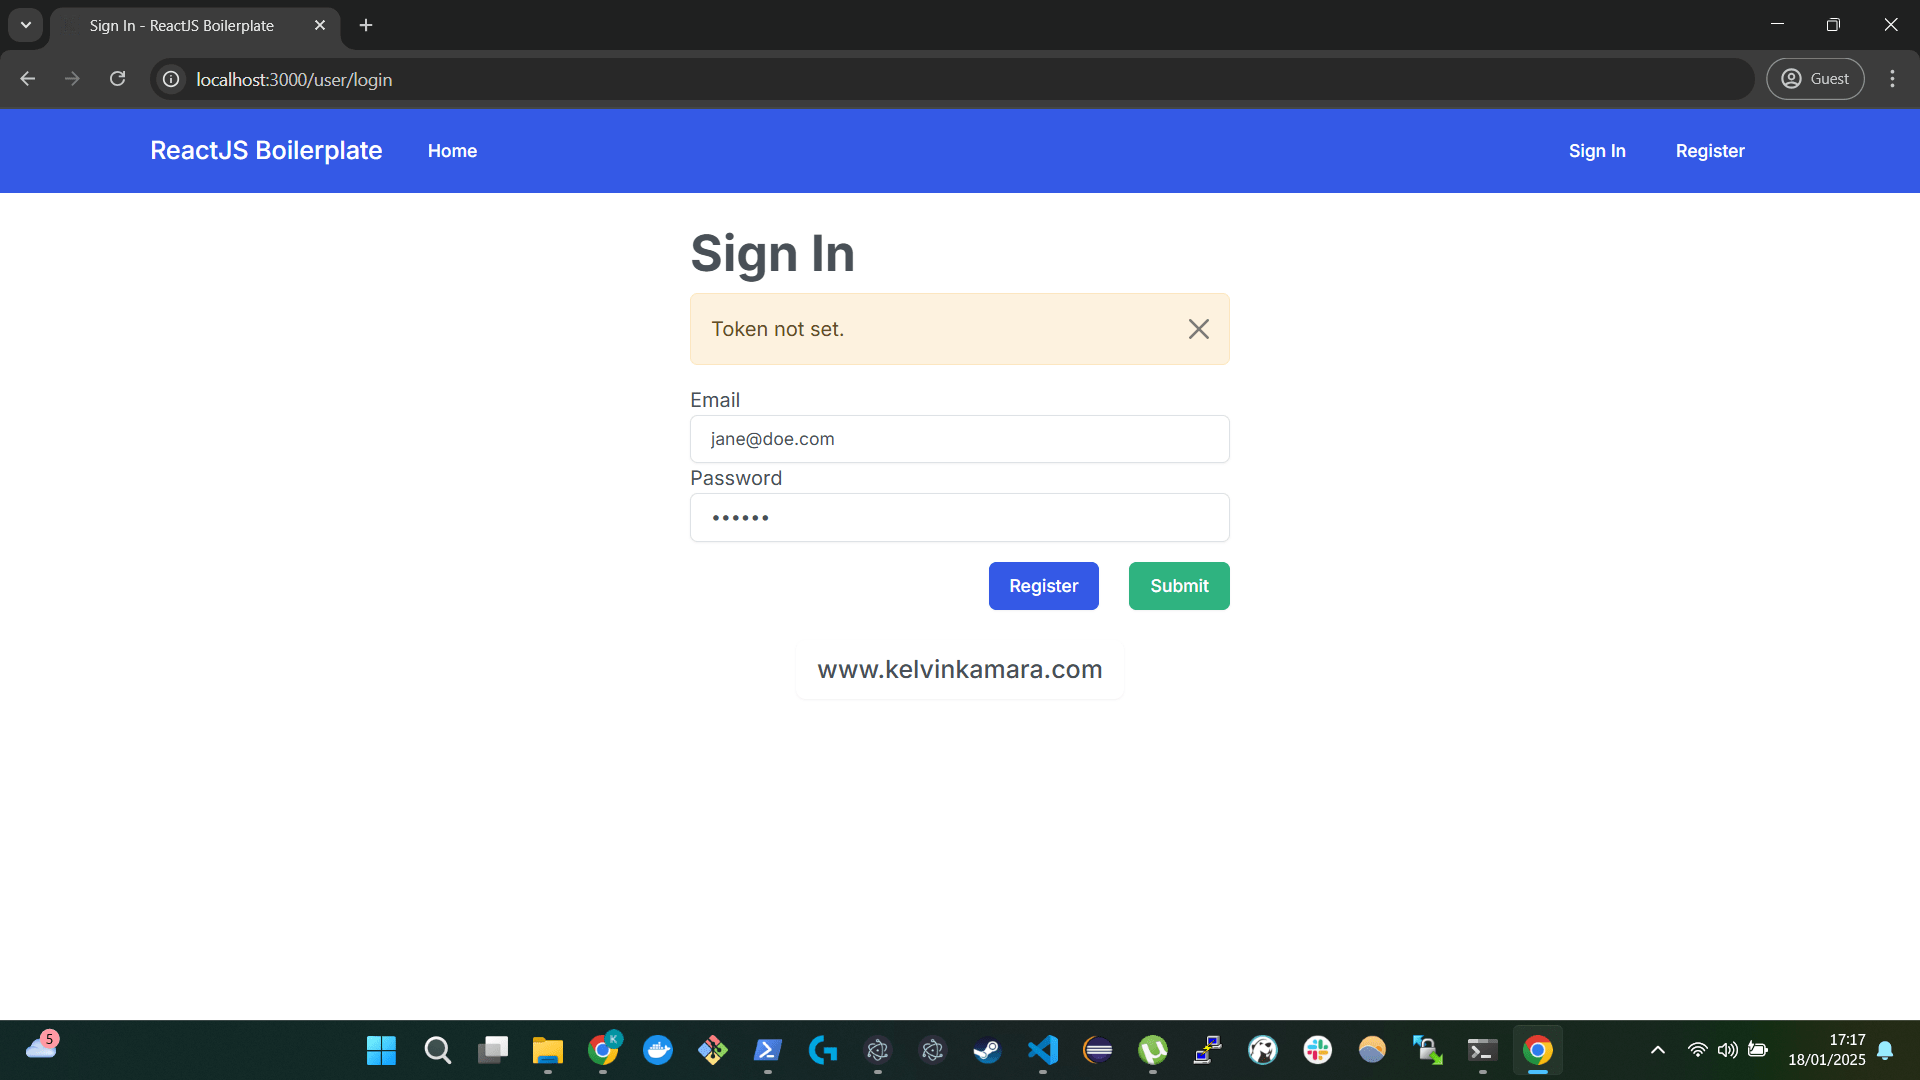 Sign In - ReactJS Boilerplate
localhost:3000/user/login
Guest
ReactJS Boilerplate
Home
Sign In
Register
Sign In
Token not set.
Email
jane@doe.com
Password
••••••
Register
Submit
www.kelvinkamara.com
5
K
17:17
18/01/2025